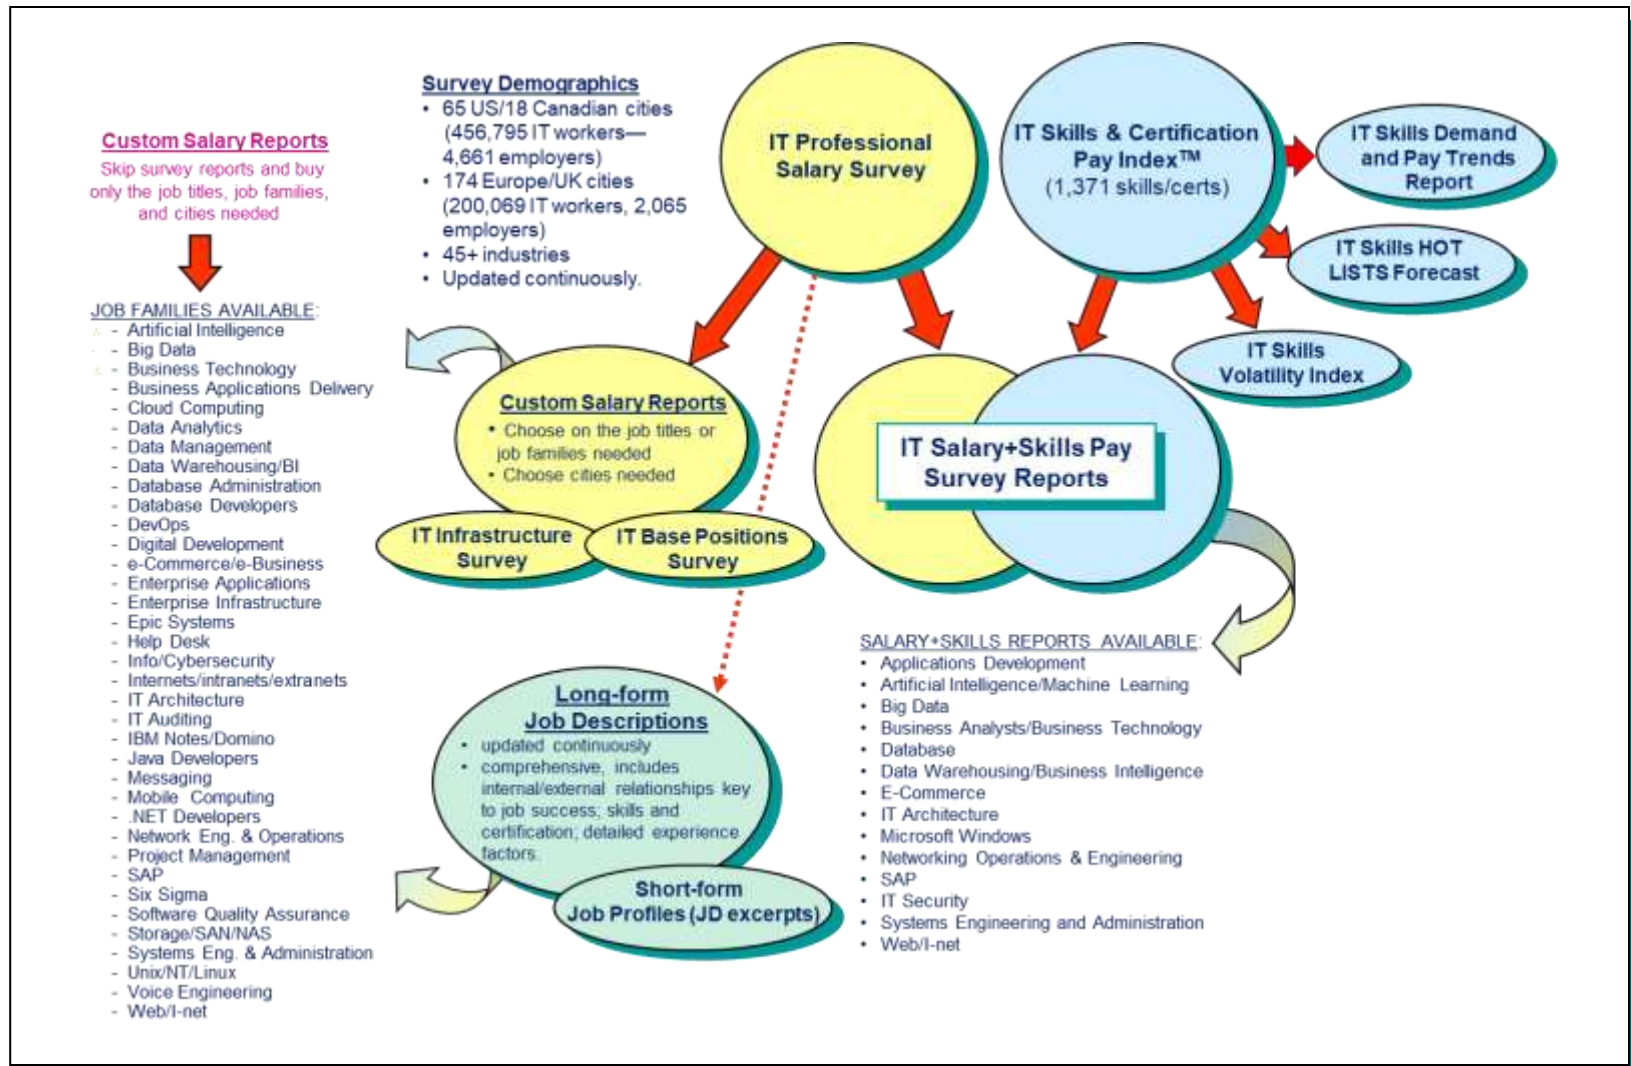 Custom Salary Reports
Skip survey reports and buy
only the job titles, job families,
and cities needed
JOB FAMILIES AVAILABLE:
- Artificial Intelligence
- Big Data
- Business Technology
- Business Applications Delivery
- Cloud Computing
- Data Analytics
- Data Management
- Data Warehousing/BI
- Database Administration
- Database Developers
- DevOps
- Digital Development
- e-Commerce/e-Business
- Enterprise Applications
- Enterprise Infrastructure
- Epic Systems
- Help Desk
- Info/Cybersecurity
- Internets/intranets/extranets
- IT Architecture
- IT Auditing
- IBM Notes/Domino
- Java Developers
- Messaging
- Mobile Computing
- .NET Developers
- Network Eng. & Operations
- Project Management
- SAP
- Six Sigma
- Software Quality Assurance
- Storage/SAN/NAS
- Systems Eng. & Administration
- Unix/NT/Linux
- Voice Engineering
- Web/I-net
Survey Demographics
• 65 US/18 Canadian cities
(456,795 IT workers—
4,661 employers)
• 174 Europe/UK cities
(200,069 IT workers, 2,065
employers)
• 45+ industries
• Updated continuously.
IT Professional
Salary Survey
IT Skills & Certification
Pay Index™
(1,371 skills/certs)
IT Skills Demand
and Pay Trends
Report
IT Skills HOT
LISTS Forecast
IT Skills
Volatility Index
Custom Salary Reports
• Choose on the job titles or
job families needed
• Choose cities needed
IT Infrastructure
Survey
IT Base Positions
Survey
IT Salary+Skills Pay
Survey Reports
Long-form
Job Descriptions
• updated continuously
• comprehensive, includes
internal/external relationships key
to job success; skills and
certification; detailed experience
factors.
Short-form
Job Profiles (JD excerpts)
SALARY+SKILLS REPORTS AVAILABLE:
• Applications Development
• Artificial Intelligence/Machine Learning
• Big Data
• Business Analysts/Business Technology
• Database
• Data Warehousing/Business Intelligence
• E-Commerce
• IT Architecture
• Microsoft Windows
• Networking Operations & Engineering
• SAP
• IT Security
• Systems Engineering and Administration
• Web/I-net